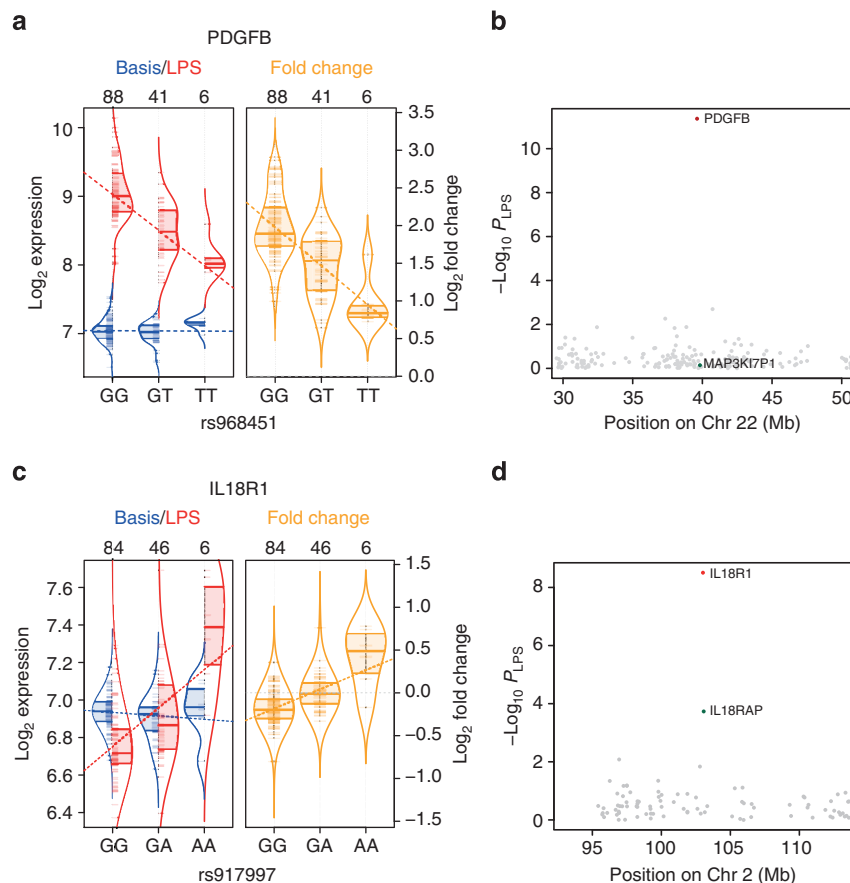 a
PDGFB
Basis/LPS
Fold change
88 41 6
88 41 6
10
9
8
7
Log2 expression
3.5
3.0
2.5
2.0
1.5
1.0
0.5
0.0
Log2 fold change
GG GT TT
GG GT TT
rs968451
b
PDGFB
MAP3KI7P1
10
8
6
4
2
0
−Log10 PLPS
30 35 40 45 50
Position on Chr 22 (Mb)
c
IL18R1
Basis/LPS
Fold change
84 46 6
84 46 6
7.6
7.4
7.2
7.0
6.8
6.6
6.4
Log2 expression
1.5
1.0
0.5
0.0
−0.5
−1.0
−1.5
Log2 fold change
GG GA AA
GG GA AA
rs917997
d
IL18R1
IL18RAP
8
6
4
2
0
−Log10 PLPS
95 100 105 110
Position on Chr 2 (Mb)